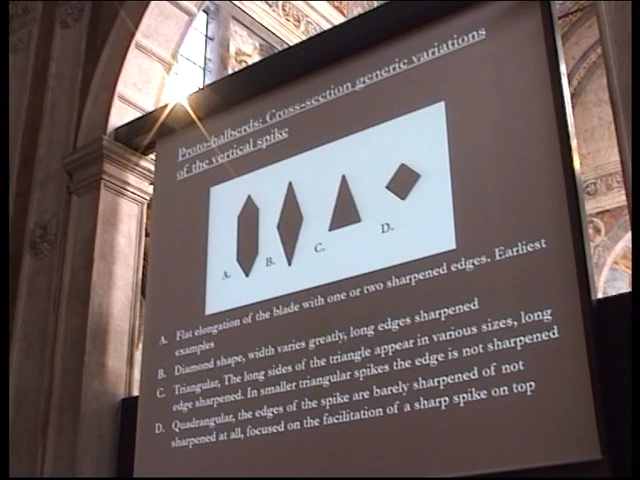 Proto-halberds: Cross-section generic variations
of the vertical spike
A.
B.
C.
D.
A. Flat elongation of the blade with one or two sharpened edges. Earliest
examples
B. Diamond shape, width varies greatly, long edges sharpened
C. Triangular, The long sides of the triangle appear in various sizes, long
edge sharpened. In smaller triangular spikes the edge is not sharpened
D. Quadrangular, the edges of the spike are barely sharpened of not
sharpened at all, focused on the facilitation of a sharp spike on top